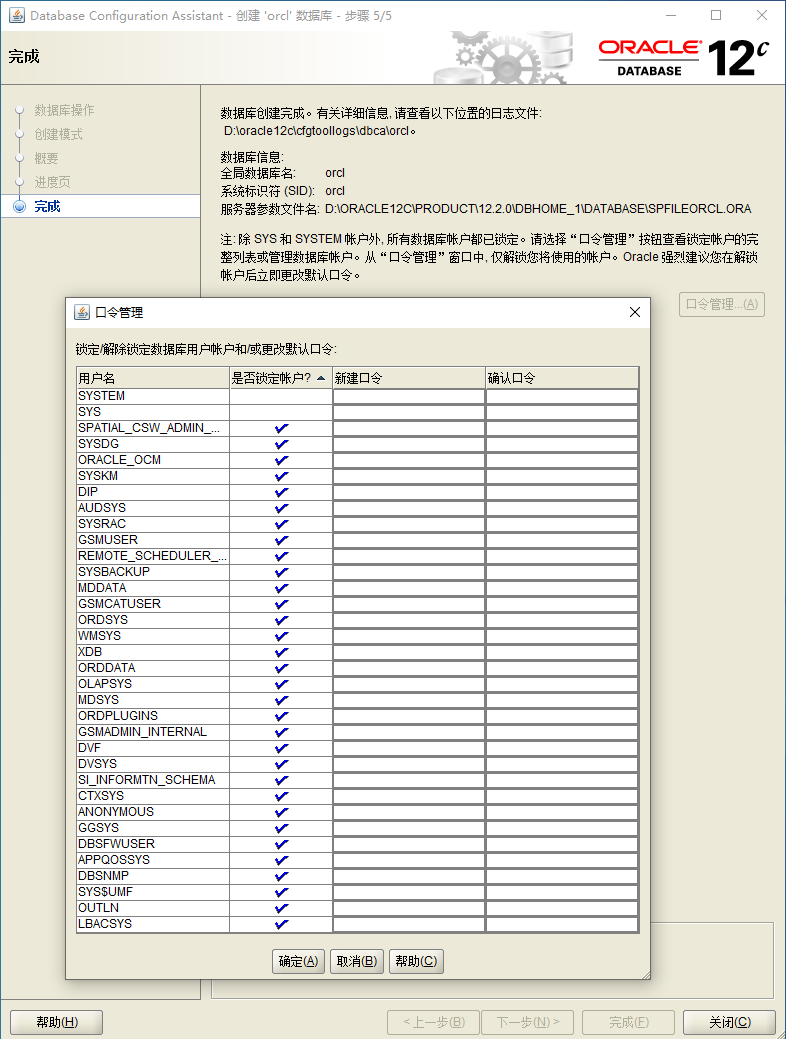 Database Configuration Assistant - 创建 'orcl' 数据库 - 步骤 5/5
完成
ORACLE®
DATABASE
12c
数据库操作
创建模式
概要
进度页
完成
数据库创建完成。有关详细信息, 请查看以下位置的日志文件:
D:\oracle12c\cfgtoollogs\dbca\orcl。
数据库信息:
全局数据库名: orcl
系统标识符 (SID): orcl
服务器参数文件名: D:\ORACLE12C\PRODUCT\12.2.0\DBHOME_1\DATABASE\SPFILEORCL.ORA
注: 除 SYS 和 SYSTEM 帐户外, 所有数据库帐户都已锁定。请选择“口令管理”按钮查看锁定帐户的完
整列表或管理数据库帐户。从“口令管理”窗口中, 仅解锁您将使用的帐户。Oracle 强烈建议您在解锁
帐户后立即更改默认口令。
口令管理...(A)
口令管理
锁定/解除锁定数据库用户帐户和/或更改默认口令:
用户名 是否锁定帐户? 新建口令 确认口令
SYSTEM
SYS
SPATIAL_CSW_ADMIN_...
SYSDG
ORACLE_OCM
SYSKM
DIP
AUDSYS
SYSRAC
GSMUSER
REMOTE_SCHEDULER_...
SYSBACKUP
MDDATA
GSMCATUSER
ORDSYS
WMSYS
XDB
ORDDATA
OLAPSYS
MDSYS
ORDPLUGINS
GSMADMIN_INTERNAL
DVF
DVSYS
SI_INFORMTN_SCHEMA
CTXSYS
ANONYMOUS
GGSYS
DBSFWUSER
APPQOSSYS
DBSNMP
SYS$UMF
OUTLN
LBACSYS
确定(A) 取消(B) 帮助(C)
帮助(H) < 上一步(B) 下一步(N) > 完成(F) 关闭(C)